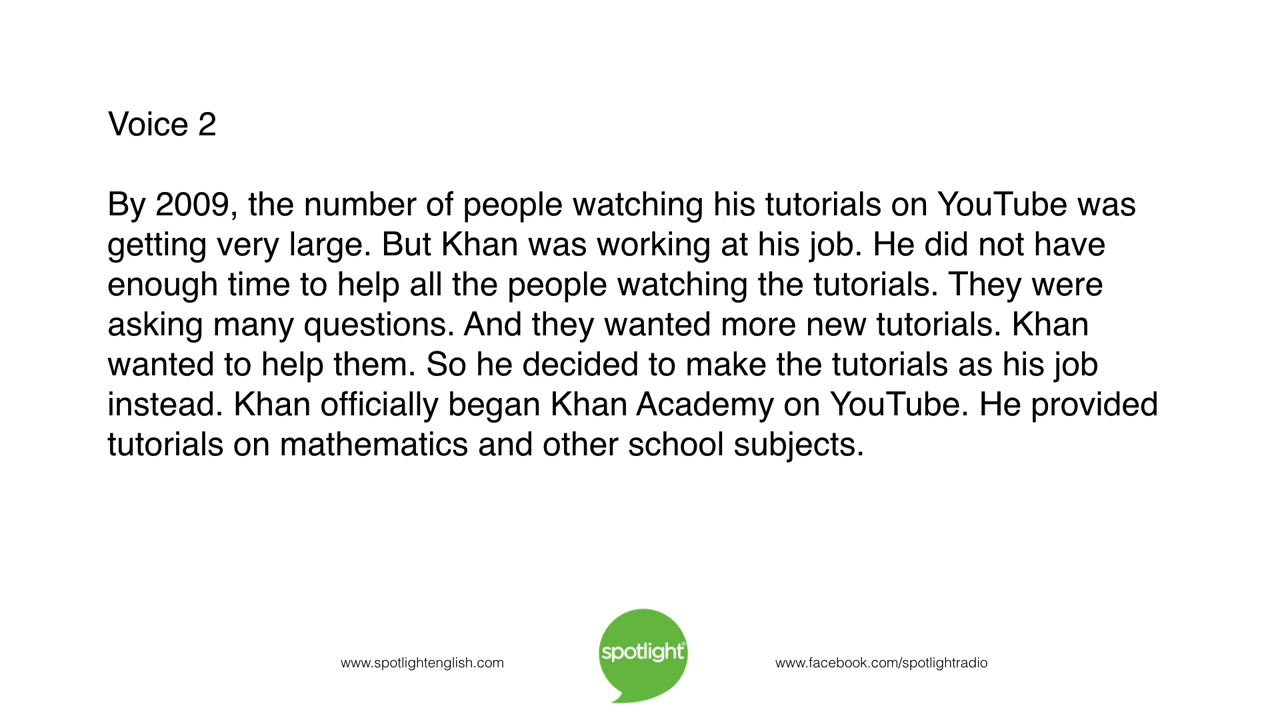 Voice 2
By 2009, the number of people watching his tutorials on YouTube was
getting very large. But Khan was working at his job. He did not have
enough time to help all the people watching the tutorials. They were
asking many questions. And they wanted more new tutorials. Khan
wanted to help them. So he decided to make the tutorials as his job
instead. Khan officially began Khan Academy on YouTube. He provided
tutorials on mathematics and other school subjects.
www.spotlightenglish.com
spotlight®
www.facebook.com/spotlightradio